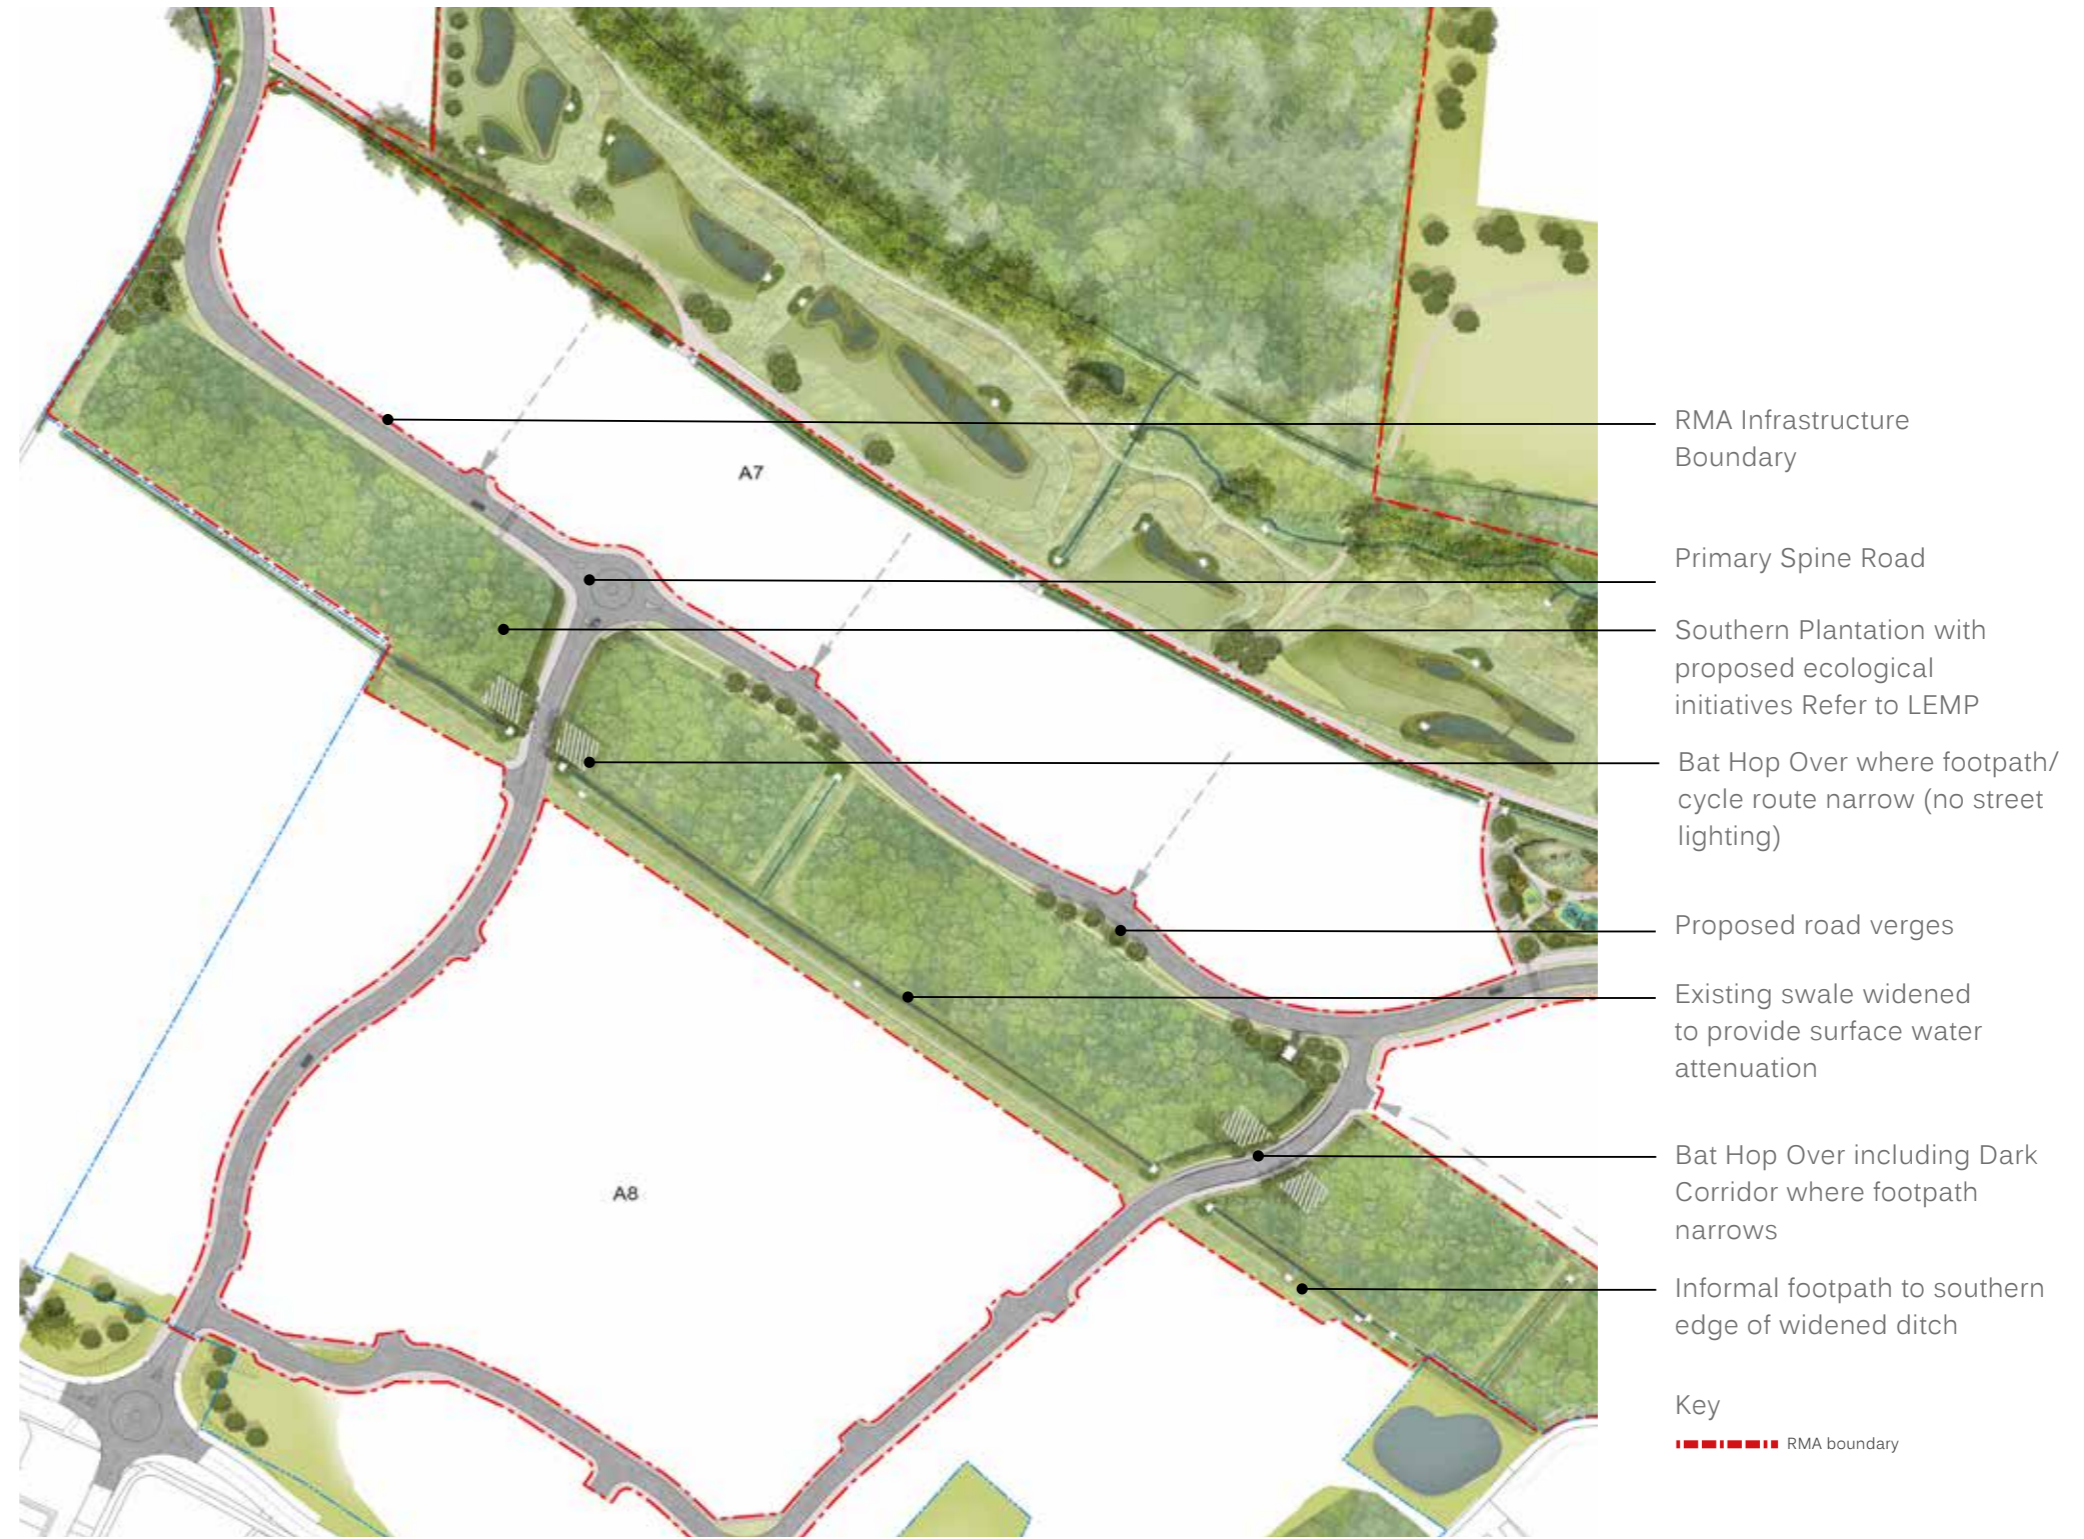 A7
A8
RMA Infrastructure
Boundary
Primary Spine Road
Southern Plantation with
proposed ecological
initiatives Refer to LEMP
Bat Hop Over where footpath/
cycle route narrow (no street
lighting)
Proposed road verges
Existing swale widened
to provide surface water
attenuation
Bat Hop Over including Dark
Corridor where footpath
narrows
Informal footpath to southern
edge of widened ditch
Key
RMA boundary